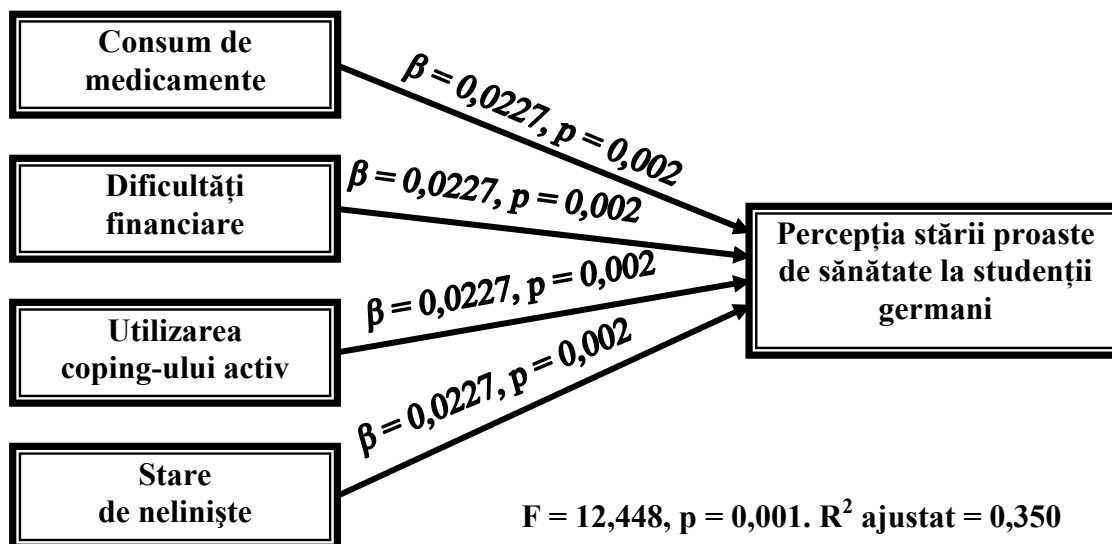 Consum de
medicamente
β = 0,0227, p = 0,002
Dificultăți
financiare
β = 0,0227, p = 0,002
Utilizarea
coping-ului activ
β = 0,0227, p = 0,002
Stare
de nelinişte
β = 0,0227, p = 0,002
Percepția stării proaste
de sănătate la studenții
germani
F = 12,448, p = 0,001. R² ajustat = 0,350